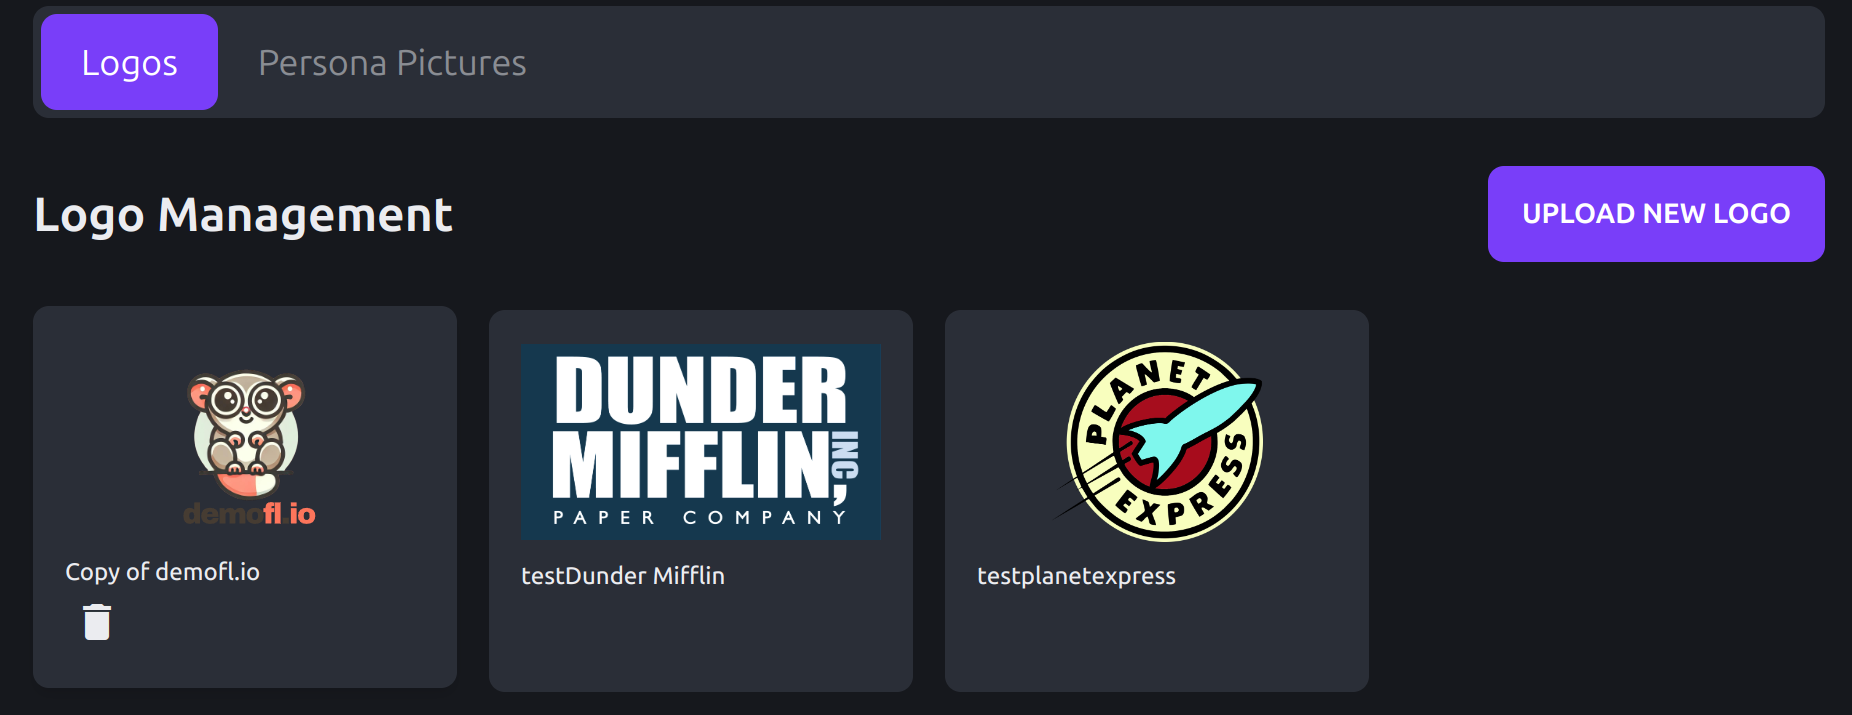 Logos
Persona Pictures
Logo Management
UPLOAD NEW LOGO
demofl.io
Copy of demofl.io
DUNDER
MIFFLIN INC,
PAPER COMPANY
testDunder Mifflin
PLANET
EXPRESS
testplanetexpress